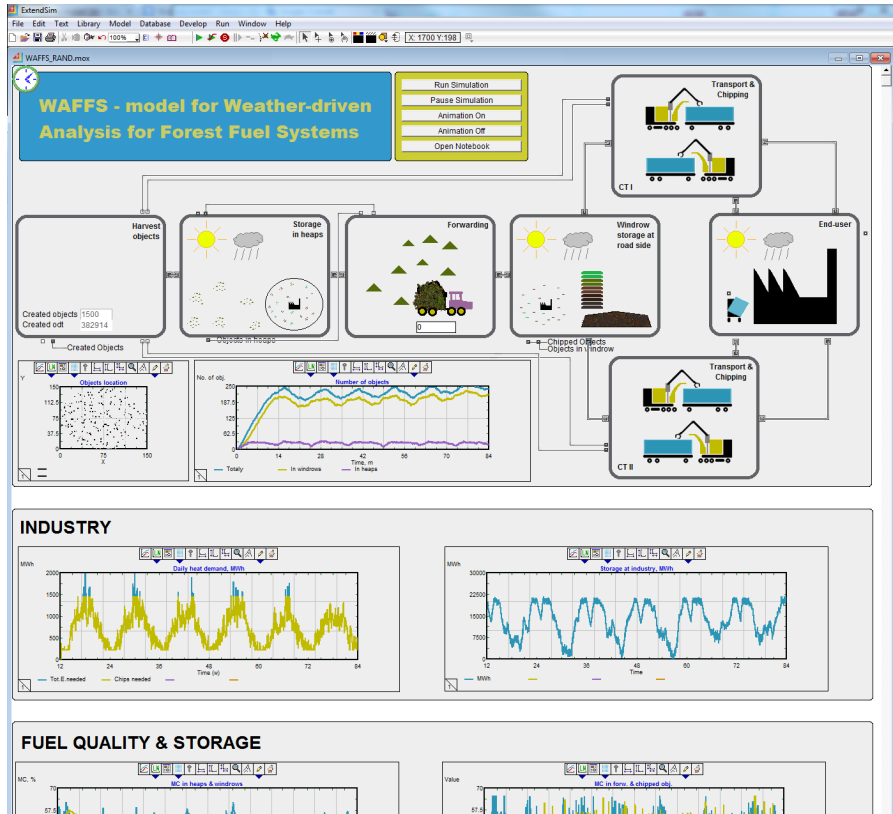 ExtendSim
File Edit Text Library Model Database Develop Run Window Help
100%
X: 1700 Y:198
WAFFS_RAND.mox
WAFFS - model for Weather-driven
Analysis for Forest Fuel Systems
Run Simulation
Pause Simulation
Animation On
Animation Off
Open Notebook
Transport &
Chipping
CT I
Harvest
objects
Created objects 1500
Created odt 382914
Storage
in heaps
Forwarding
0
Windrow
storage at
road side
End-user
Created Objects
Objects in heaps
Chipped Objects
Objects in windrow
Transport &
Chipping
CT II
Y
Objects location
150
112.5
75
37.5
0
0 75 150
X
No. of obj.
Number of objects
250
187.5
125
62.5
0
0 14 28 42 56 70 84
Time, m
Totaly In windrows In heaps
INDUSTRY
MWh
Daily heat demand, MWh
2000
1500
1000
500
0
12 24 36 48 60 72 84
Time (w)
Tot.E.needed Chips needed
MWh
Storage at industry, MWh
30000
22500
15000
7500
0
12 24 36 48 60 72 84
Time
MWh
FUEL QUALITY & STORAGE
MC, %
MC in heaps & windrows
70
57.5
Value
MC in forw. & chipped obj.
70
57.5